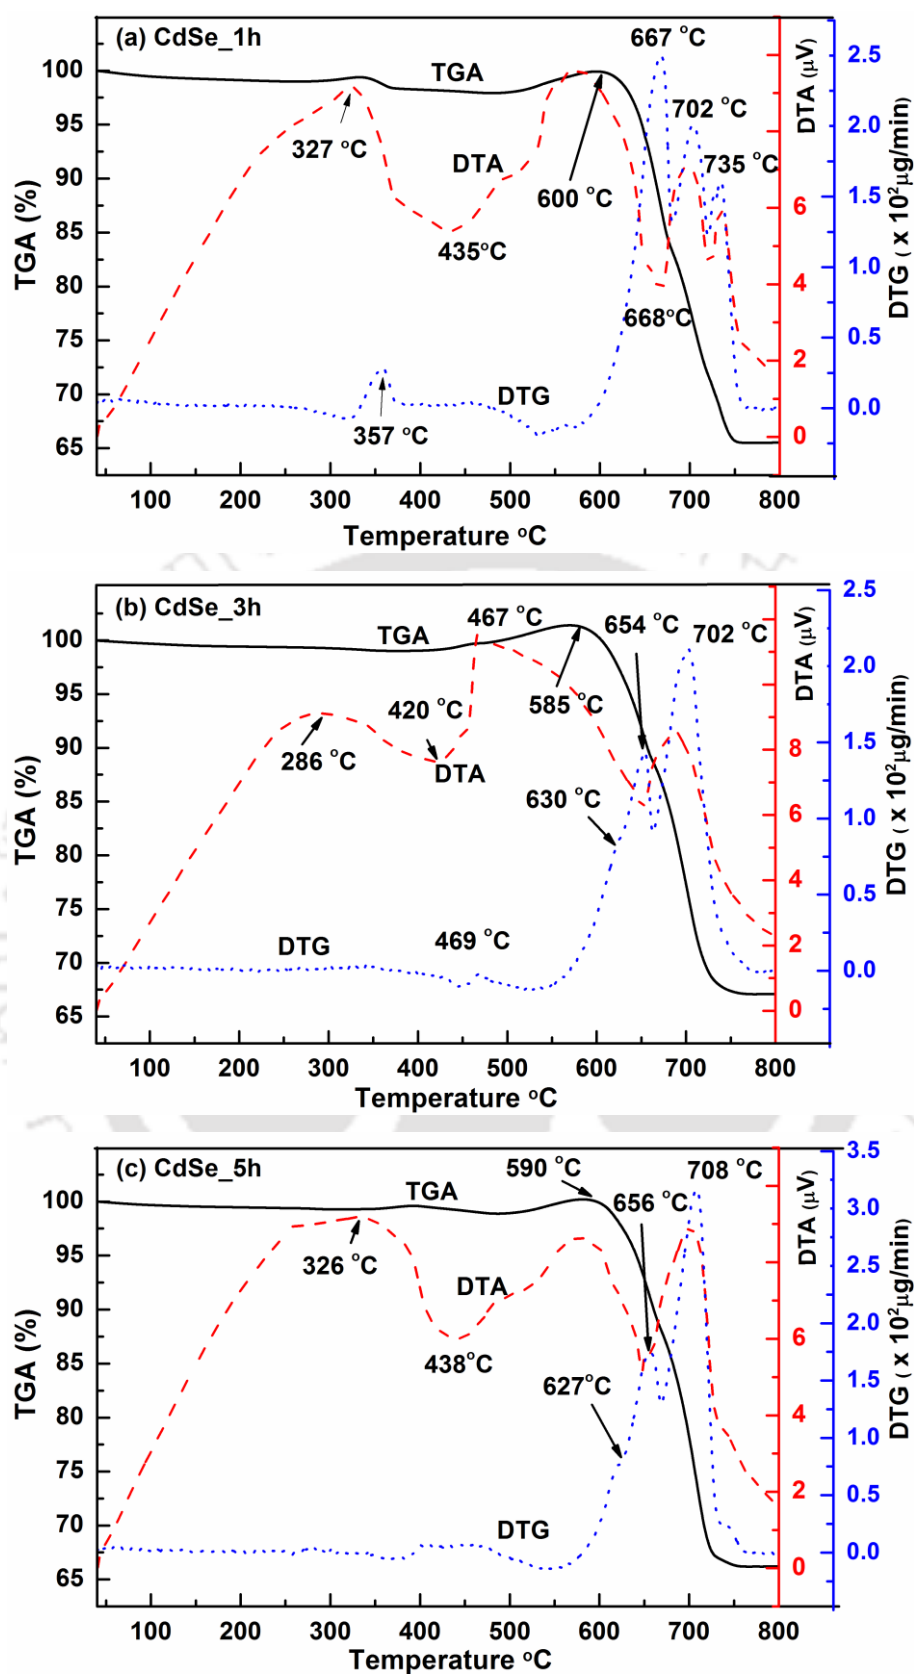 (a) CdSe_1h
667 °C
2.5
DTA (µV)
100
TGA
702 °C
95
327 °C
DTA
2.0
735 °C
90
600 °C
1.5
TGA (%)
85
435°C
6
DTG ( x 10²µg/min)
1.0
80
668°C
4
75
0.5
2
70
357 °C
DTG
0.0
65
0
100 200 300 400 500 600 700 800
Temperature °C
(b) CdSe_3h
467 °C
654 °C
702 °C
2.5
DTA (µV)
100
TGA
2.0
95
420 °C
585 °C
90
286 °C
DTA
8
1.5
TGA (%)
85
630 °C
6
DTG ( x 10²µg/min)
1.0
80
4
75
0.5
70
DTG
469 °C
2
0.0
65
0
100 200 300 400 500 600 700 800
Temperature °C
(c) CdSe_5h
590 °C
708 °C
3.5
DTA (µV)
100
TGA
656 °C
3.0
95
326 °C
2.5
90
DTA
6
2.0
TGA (%)
85
438°C
627°C
DTG ( x 10²µg/min)
1.5
80
4
1.0
75
2
0.5
70
DTG
0.0
65
0
100 200 300 400 500 600 700 800
Temperature °C